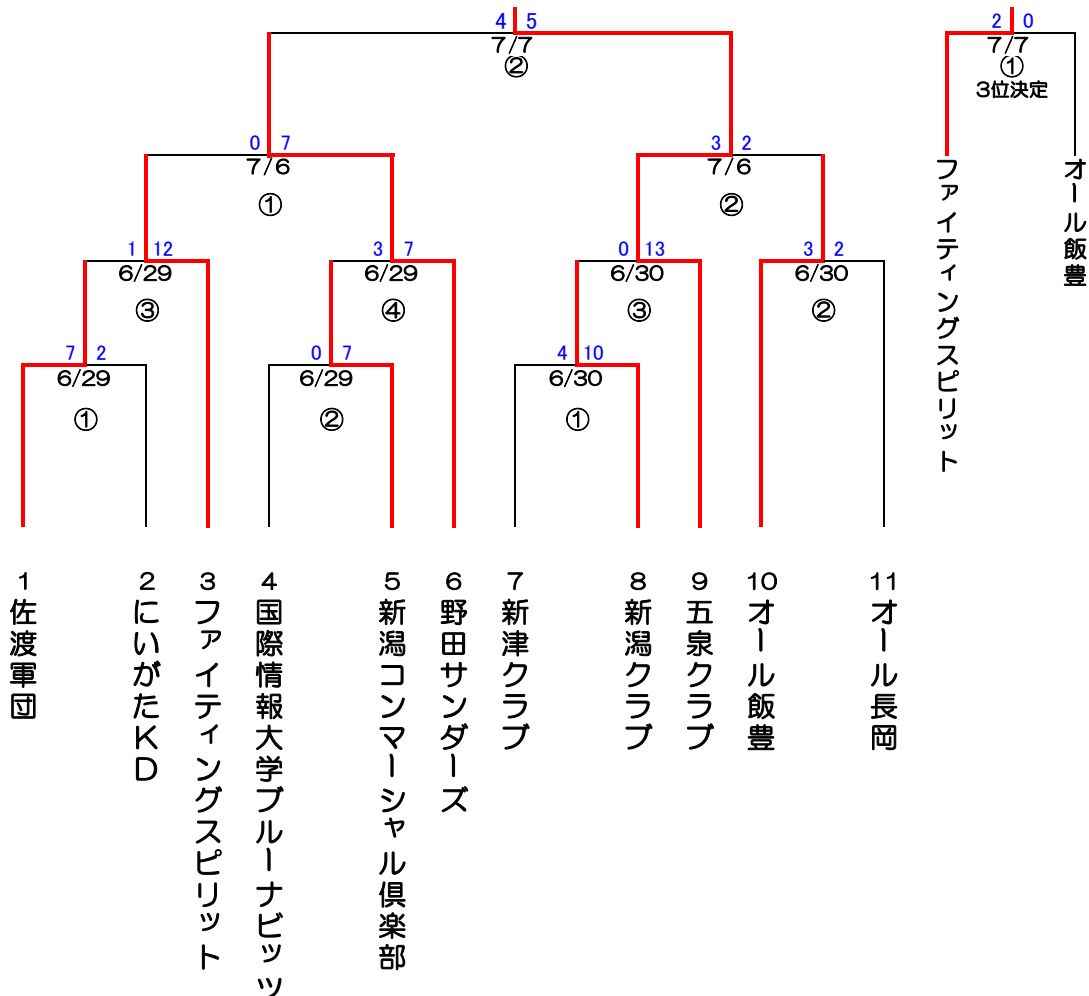 4 5
7/7
②
2 0
7/7
①
3位決定
ファイティングスピリット
オール飯豊
0 7
7/6
①
3 2
7/6
②
1 12
6/29
③
3 7
6/29
④
0 13
6/30
③
3 2
6/30
②
7 2
6/29
①
0 7
6/29
②
4 10
6/30
①
1 佐渡軍団
2 にいがたKD
3 ファイティングスピリット
4 国際情報大学ブルーナビッツ
5 新潟コンマーシャル倶楽部
6 野田サンダーズ
7 新津クラブ
8 新潟クラブ
9 五泉クラブ
10 オール飯豊
11 オール長岡